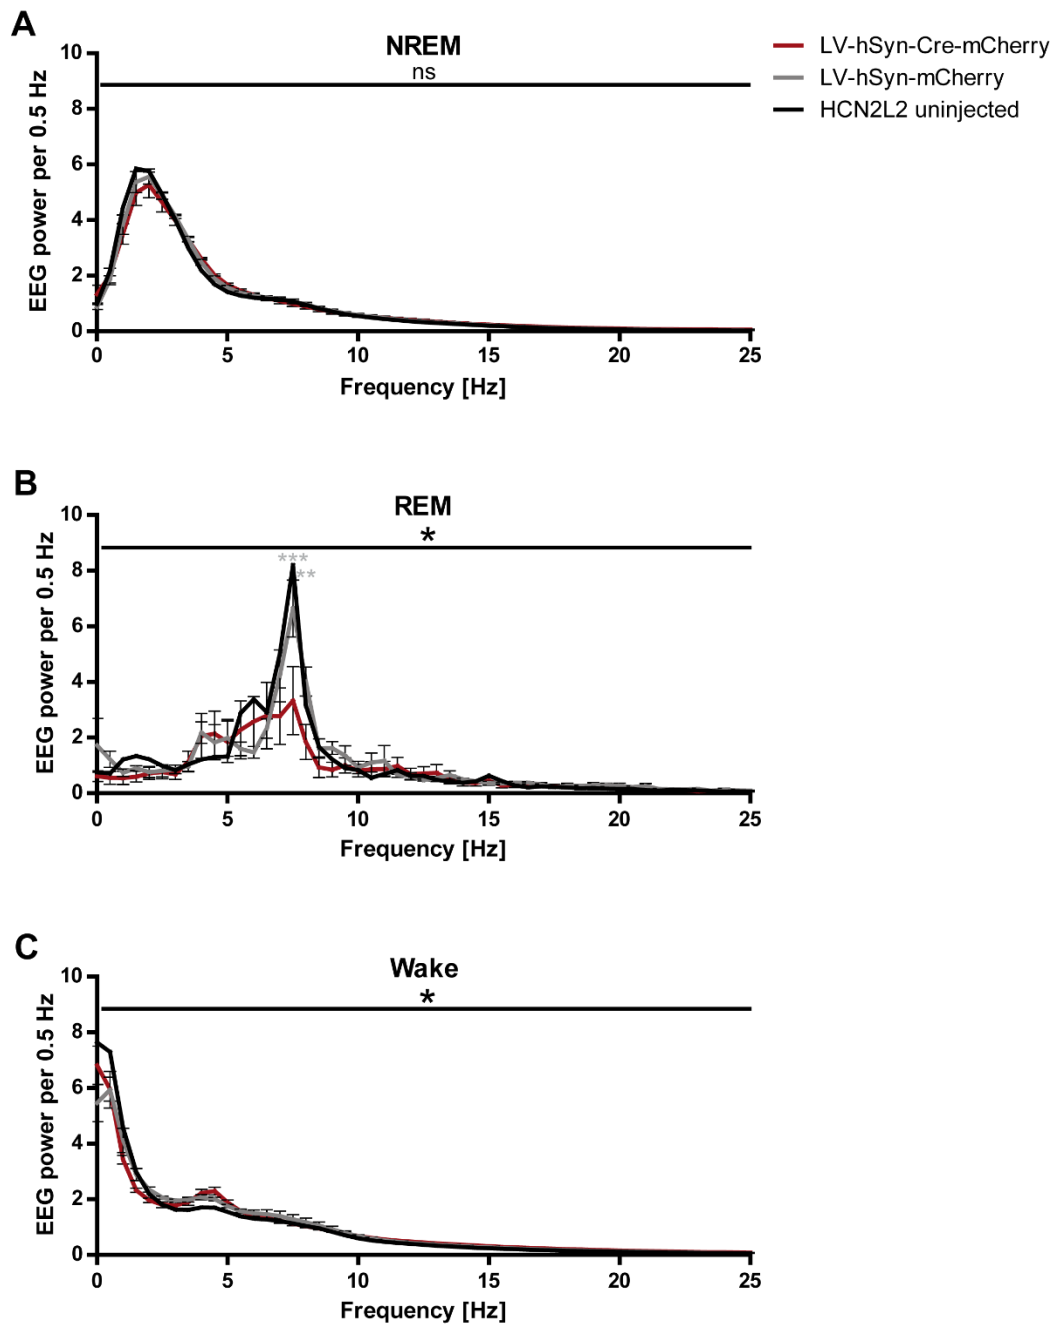 A
NREM
ns
LV-hSyn-Cre-mCherry
LV-hSyn-mCherry
HCN2L2 uninjected
EEG power per 0.5 Hz
10
8
6
4
2
0
0 5 10 15 20 25
Frequency [Hz]
B
REM
*
***
**
EEG power per 0.5 Hz
10
8
6
4
2
0
0 5 10 15 20 25
Frequency [Hz]
C
Wake
*
EEG power per 0.5 Hz
10
8
6
4
2
0
0 5 10 15 20 25
Frequency [Hz]